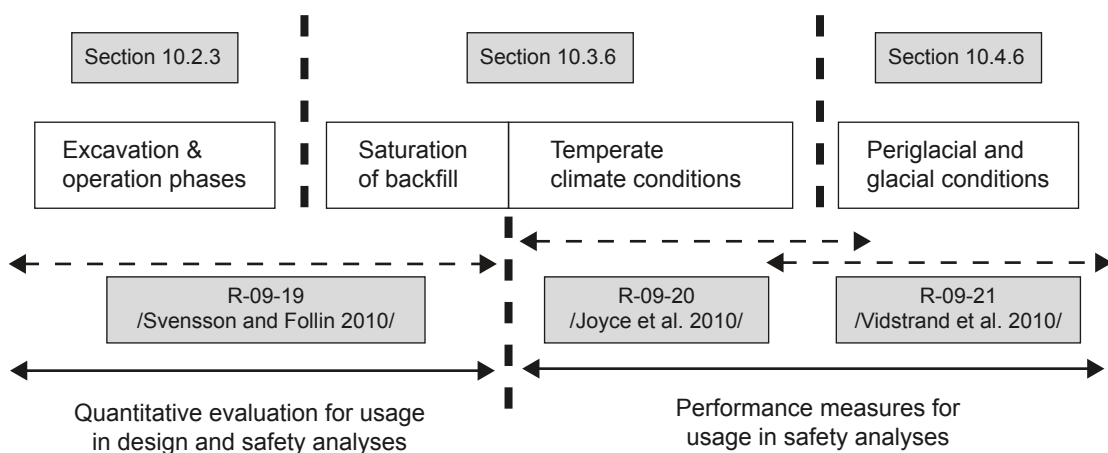 Section 10.2.3
Section 10.3.6
Section 10.4.6
Excavation &
operation phases
Saturation
of backfill
Temperate
climate conditions
Periglacial and
glacial conditions
R-09-19
/Svensson and Follin 2010/
R-09-20
/Joyce et al. 2010/
R-09-21
/Vidstrand et al. 2010/
Quantitative evaluation for usage
in design and safety analyses
Performance measures for
usage in safety analyses